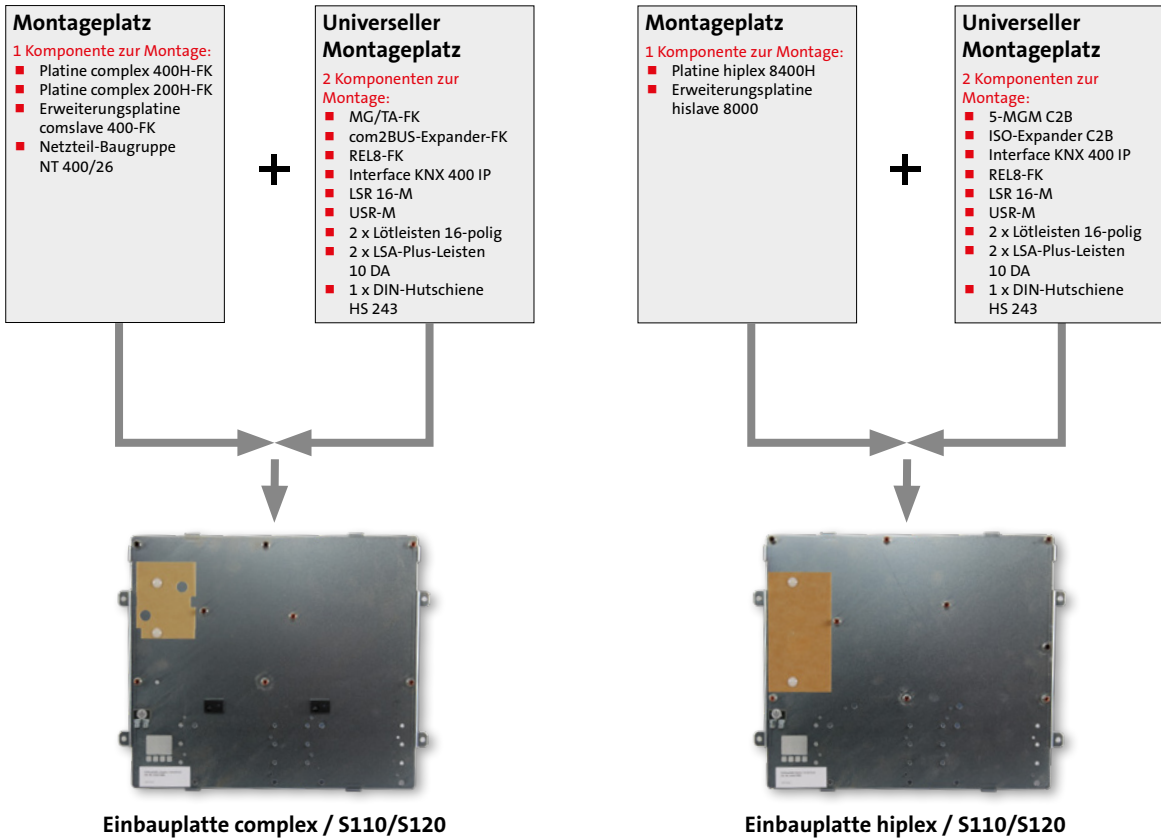 Montageplatz
1 Komponente zur Montage:
Platine complex 400H-FK
Platine complex 200H-FK
Erweiterungsplatine
comslave 400-FK
Netzteil-Baugruppe
NT 400/26
+
Universeller
Montageplatz
2 Komponenten zur
Montage:
MG/TA-FK
com2BUS-Expander-FK
REL8-FK
Interface KNX 400 IP
LSR 16-M
USR-M
2 x Lötleisten 16-polig
2 x LSA-Plus-Leisten
10 DA
1 x DIN-Hutschiene
HS 243
Montageplatz
1 Komponente zur Montage:
Platine hiplex 8400H
Erweiterungsplatine
hislave 8000
+
Universeller
Montageplatz
2 Komponenten zur
Montage:
5-MGM C2B
ISO-Expander C2B
Interface KNX 400 IP
REL8-FK
LSR 16-M
USR-M
2 x Lötleisten 16-polig
2 x LSA-Plus-Leisten
10 DA
1 x DIN-Hutschiene
HS 243
Einbauplatte complex / S110/S120
Einbauplatte hiplex / S110/S120